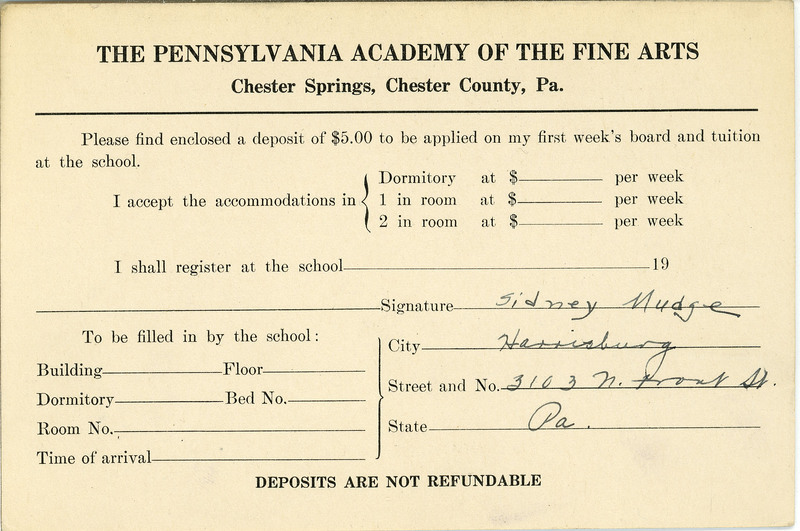 THE PENNSYLVANIA ACADEMY OF THE FINE ARTS
Chester Springs, Chester County, Pa.
Please find enclosed a deposit of $5.00 to be applied on my first week's board and tuition
at the school.
I accept the accommodations in
Dormitory at $ per week
1 in room at $ per week
2 in room at $ per week
I shall register at the school 19
Signature Sidney Mudge
To be filled in by the school:
Building Floor
Dormitory Bed No.
Room No.
Time of arrival
City Harrisburg
Street and No. 3103 N. Front St.
State Pa.
DEPOSITS ARE NOT REFUNDABLE